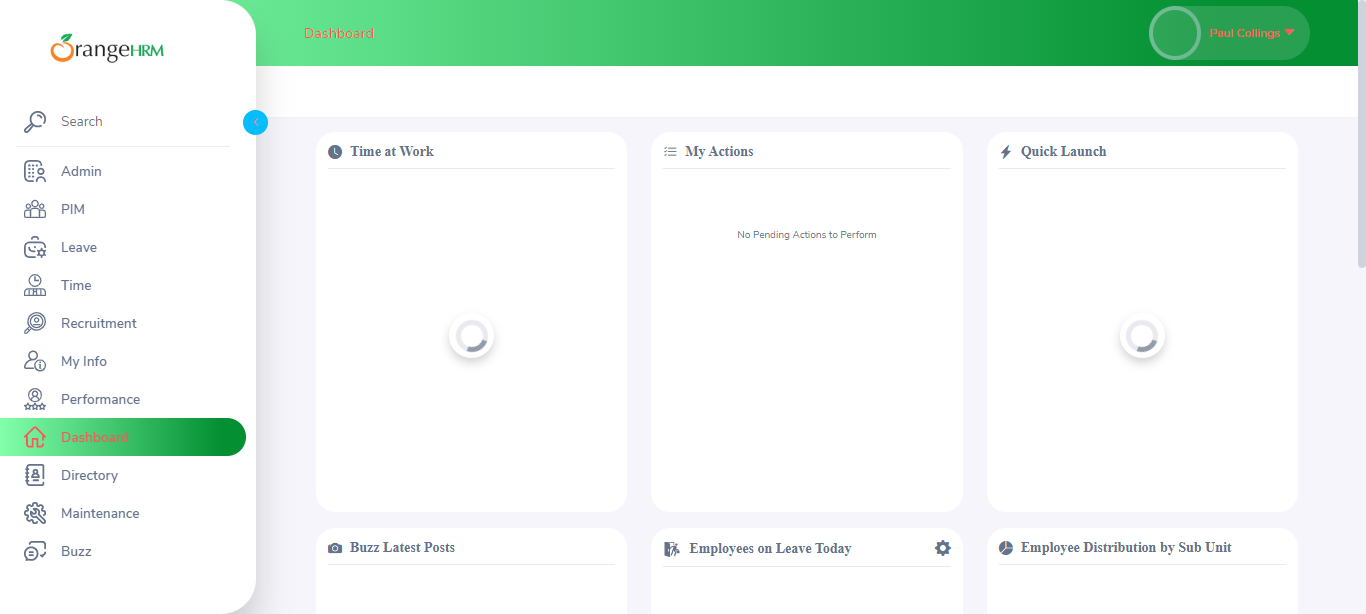 OrangeHRM
Dashboard
Paul Collings
Search
Admin
PIM
Leave
Time
Recruitment
My Info
Performance
Dashboard
Directory
Maintenance
Buzz
Time at Work
My Actions
No Pending Actions to Perform
Quick Launch
Buzz Latest Posts
Employees on Leave Today
Employee Distribution by Sub Unit